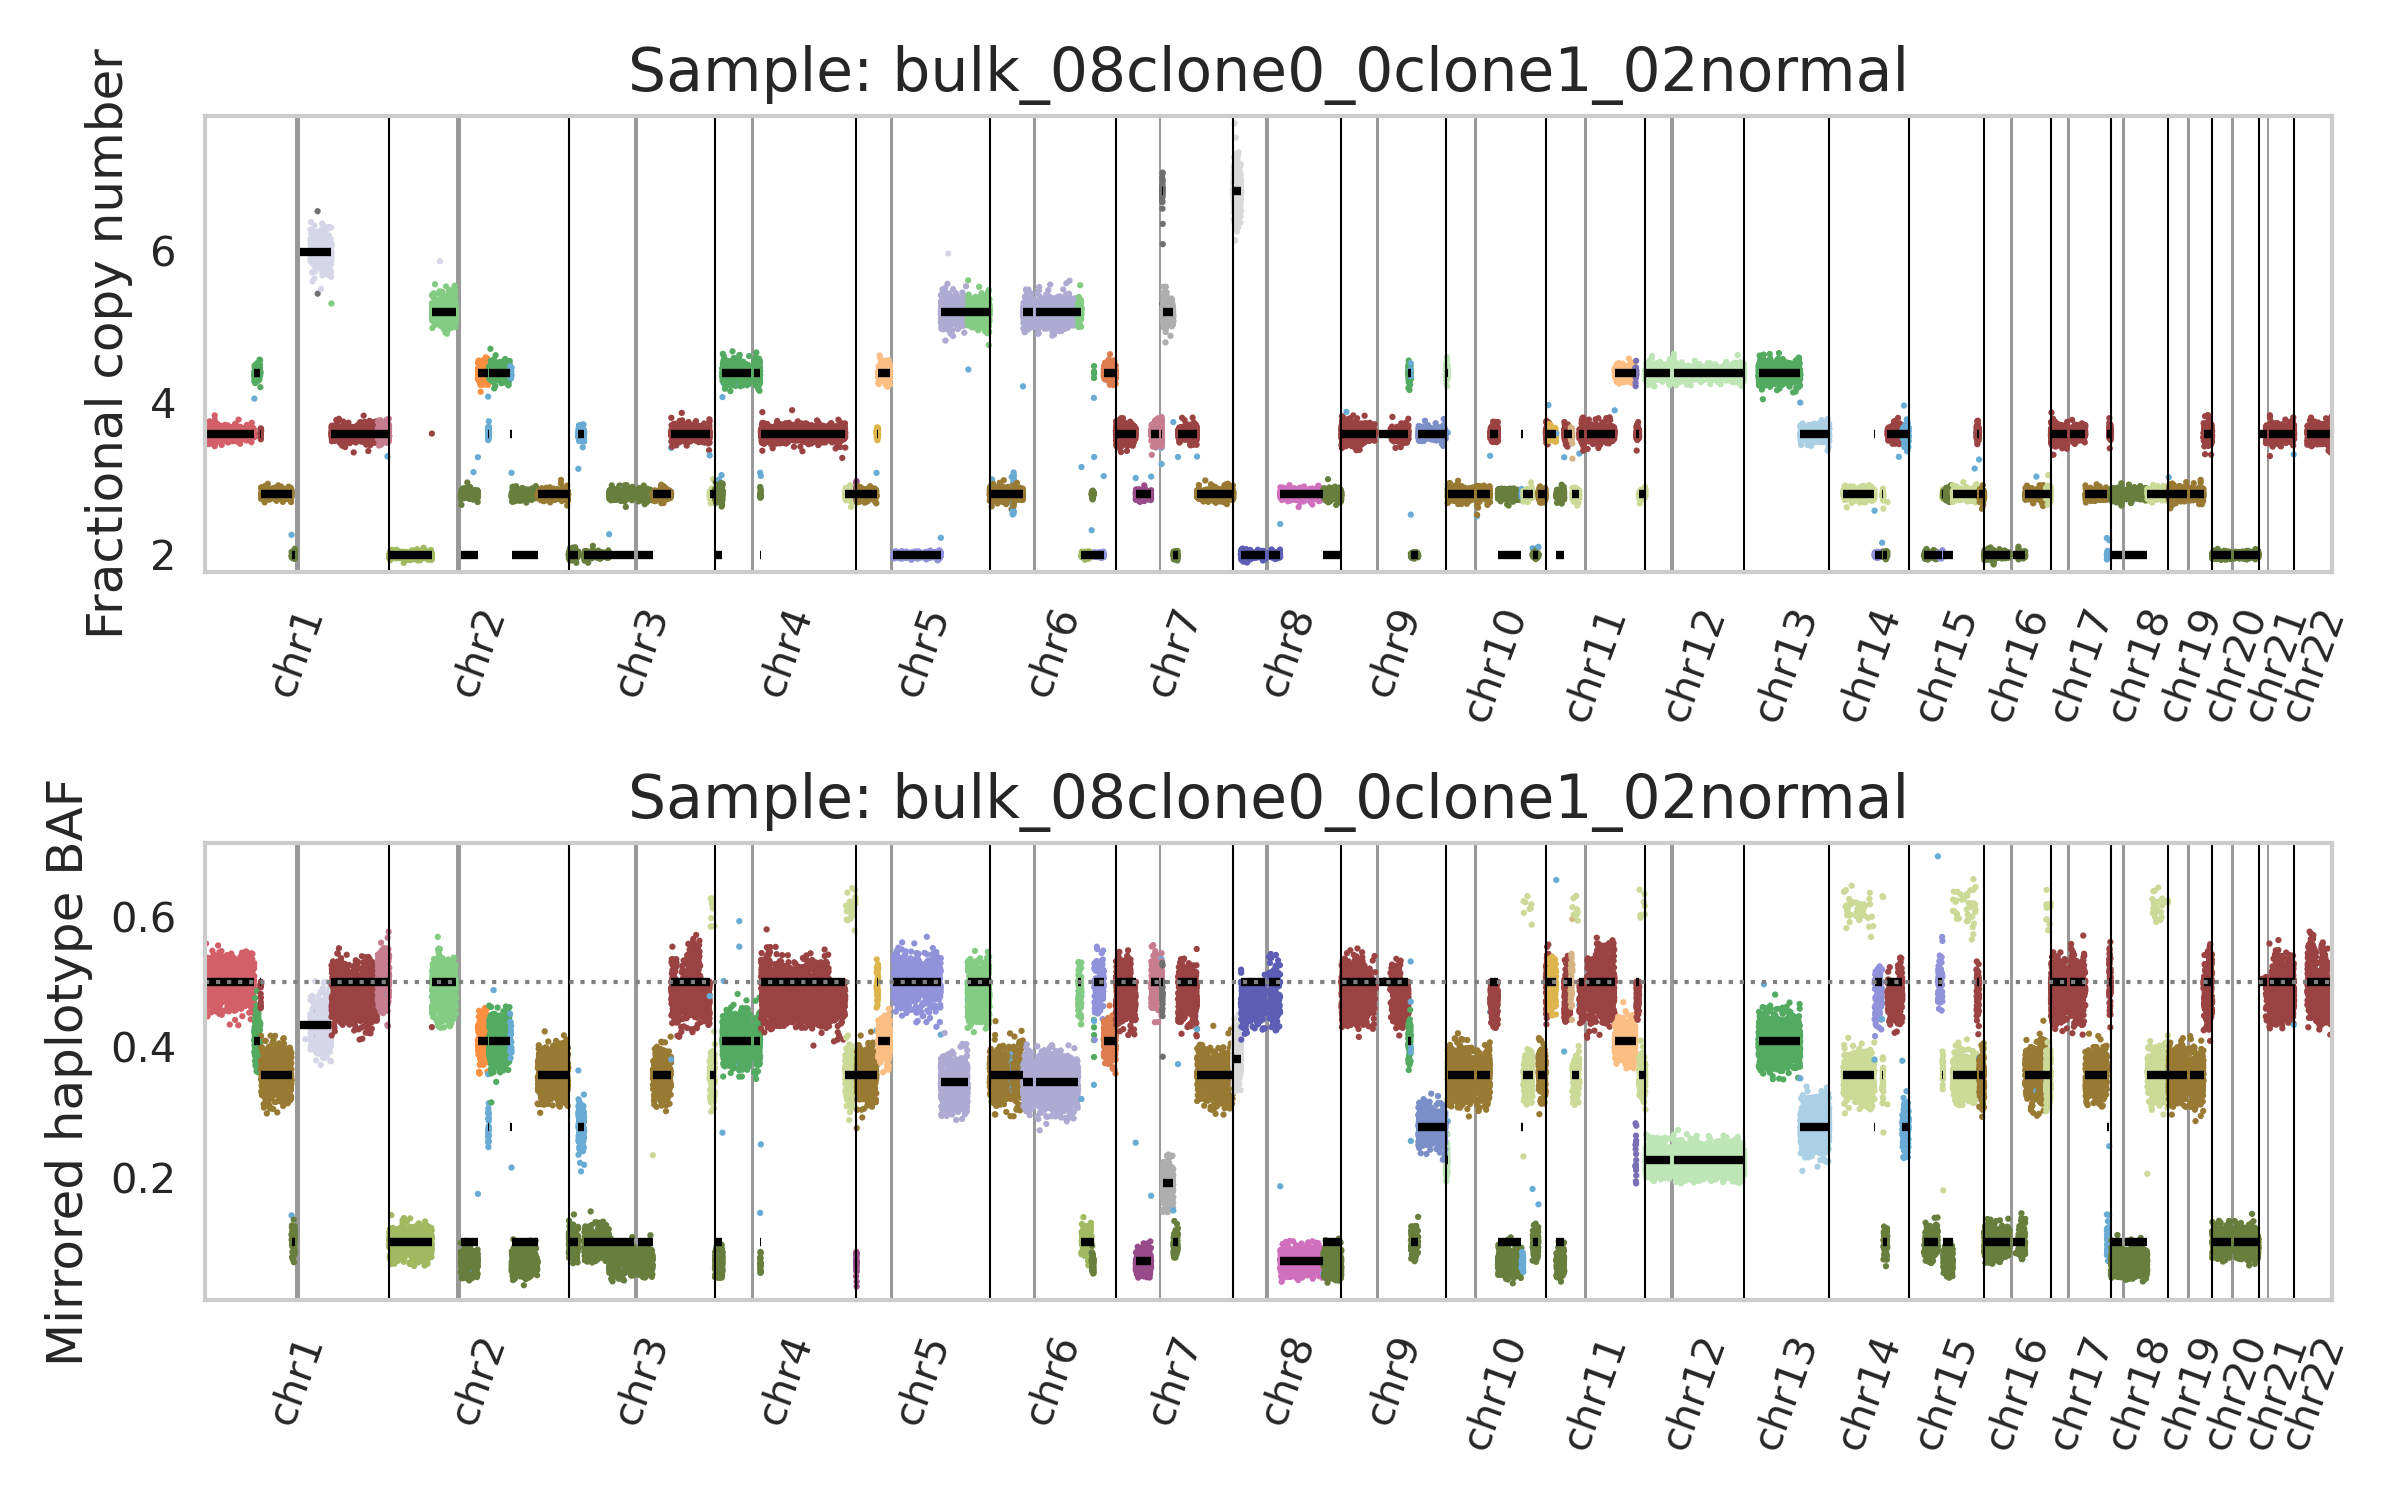 Sample: bulk_08clone0_0clone1_02normal
Fractional copy number
6
4
2
chr1
chr2
chr3
chr4
chr5
chr6
chr7
chr8
chr9
chr10
chr11
chr12
chr13
chr14
chr15
chr16
chr17
chr18
chr19
chr20
chr21
chr22
Sample: bulk_08clone0_0clone1_02normal
Mirrored haplotype BAF
0.6
0.4
0.2
chr1
chr2
chr3
chr4
chr5
chr6
chr7
chr8
chr9
chr10
chr11
chr12
chr13
chr14
chr15
chr16
chr17
chr18
chr19
chr20
chr21
chr22